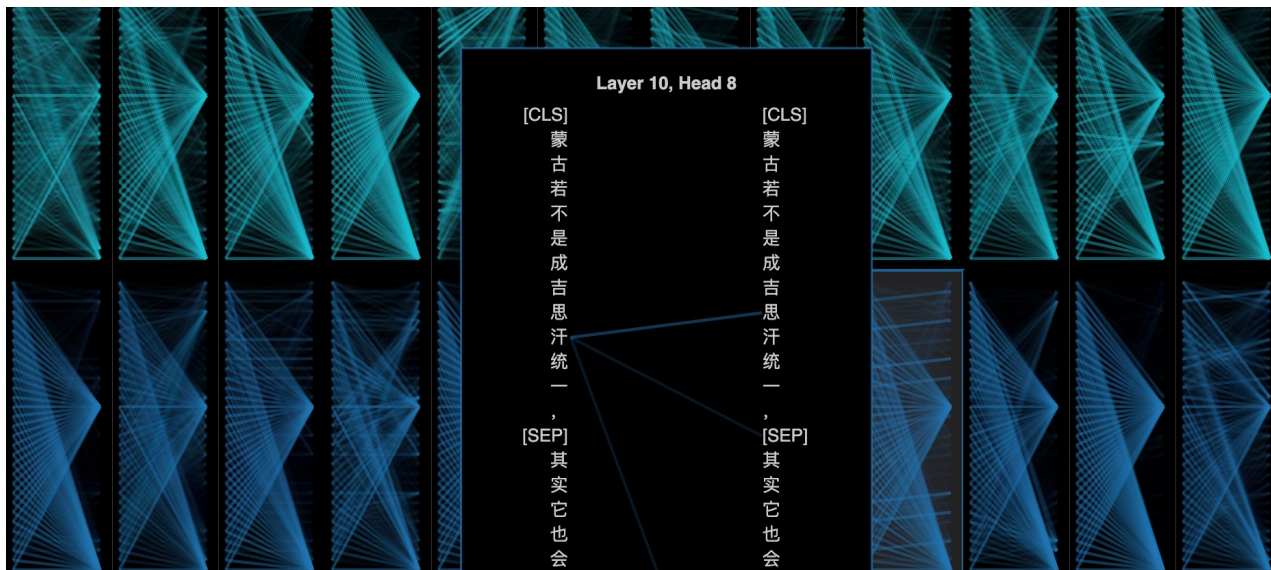 Layer 10, Head 8
[CLS] [CLS]
蒙 蒙
古 古
若 若
不 不
是 是
成 成
吉 吉
思 思
汗 汗
统 统
一 一
, ,
[SEP] [SEP]
其 其
实 实
它 它
也 也
会 会